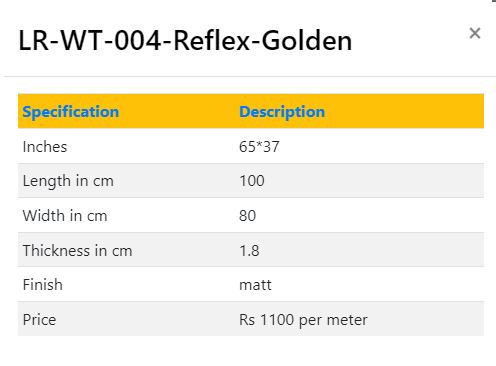 LR-WT-004-Reflex-Golden ×
Specification Description
Inches 65*37
Length in cm 100
Width in cm 80
Thickness in cm 1.8
Finish matt
Price Rs 1100 per meter